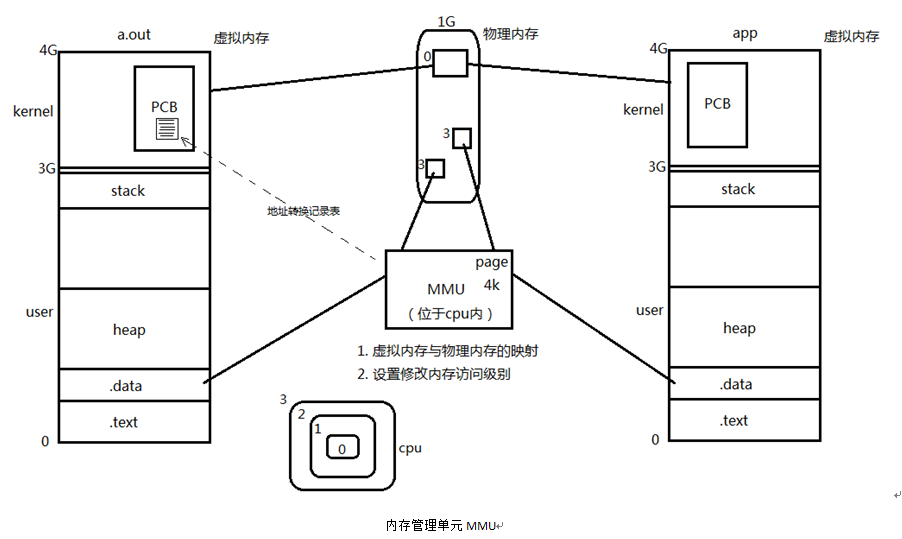 a.out
虚拟内存
4G
kernel
PCB
3G
stack
user
heap
.data
.text
0
1G
物理内存
0
3
3
地址转换记录表
page
4k
MMU
（位于cpu内）
1. 虚拟内存与物理内存的映射
2. 设置修改内存访问级别
3
2
1
0
cpu
app
虚拟内存
4G
kernel
PCB
3G
stack
user
heap
.data
.text
0
内存管理单元 MMU